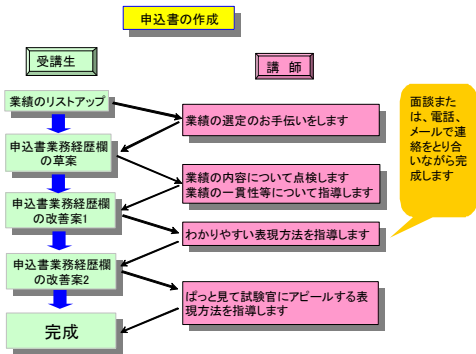 申込書の作成
受講生
講 師
業績のリストアップ
業績の選定のお手伝いをします
面談また
は、電話、
メールで連
絡をとり合
いながら完
成します
申込書業務経歴欄
の草案
業績の内容について点検します
業績の一貫性等について指導します
申込書業務経歴欄
の改善案1
わかりやすい表現方法を指導します
申込書業務経歴欄
の改善案2
ぱっと見て試験官にアピールする表
現方法を指導します
完成